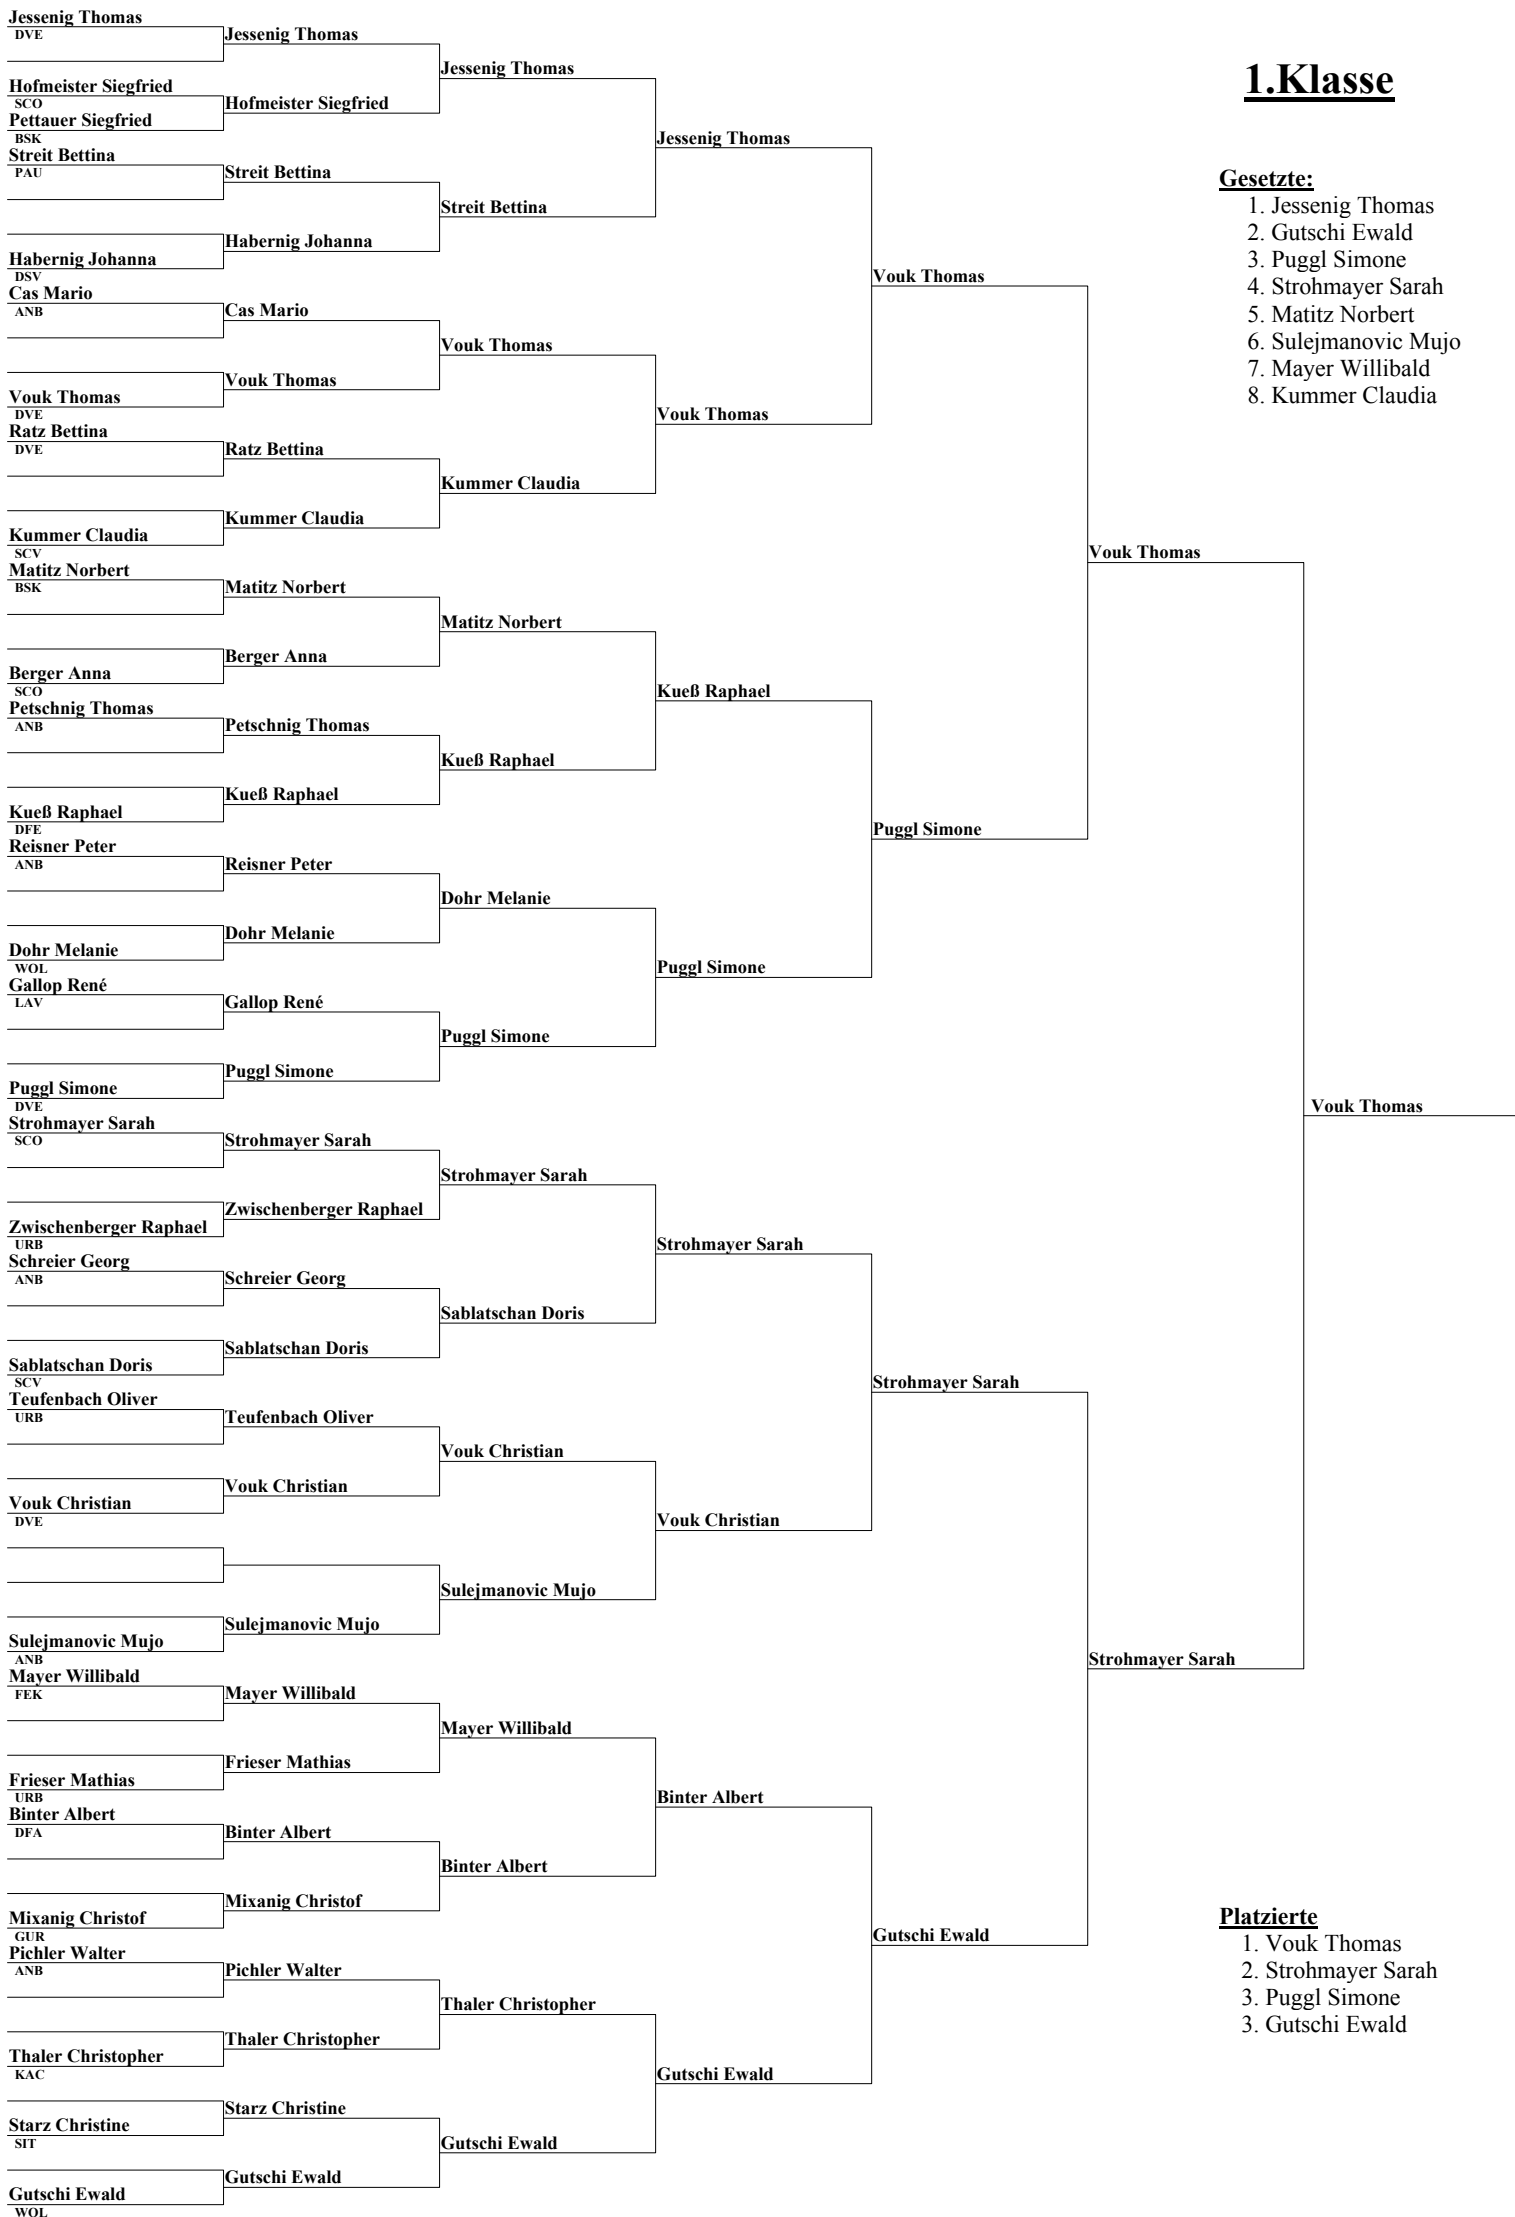 Jessenig Thomas
DVE
Hofmeister Siegfried
SCO
Pettauer Siegfried
BSK
Streit Bettina
PAU
Habernig Johanna
DSV
Cas Mario
ANB
Vouk Thomas
DVE
Ratz Bettina
DVE
Kummer Claudia
SCV
Matitz Norbert
BSK
Berger Anna
SCO
Petschnig Thomas
ANB
Kueß Raphael
DFE
Reisner Peter
ANB
Dohr Melanie
WOL
Gallop René
LAV
Puggl Simone
DVE
Strohmayer Sarah
SCO
Zwischenberger Raphael
URB
Schreier Georg
ANB
Sablatschan Doris
SCV
Teufenbach Oliver
URB
Vouk Christian
DVE
Sulejmanovic Mujo
ANB
Mayer Willibald
FEK
Frieser Mathias
URB
Binter Albert
DFA
Mixanig Christof
GUR
Pichler Walter
ANB
Thaler Christopher
KAC
Starz Christine
SIT
Gutschi Ewald
WOL
Jessenig Thomas
Hofmeister Siegfried
Streit Bettina
Habernig Johanna
Cas Mario
Vouk Thomas
Ratz Bettina
Kummer Claudia
Matitz Norbert
Berger Anna
Petschnig Thomas
Kueß Raphael
Reisner Peter
Dohr Melanie
Gallop René
Puggl Simone
Strohmayer Sarah
Zwischenberger Raphael
Schreier Georg
Sablatschan Doris
Teufenbach Oliver
Vouk Christian
Sulejmanovic Mujo
Mayer Willibald
Frieser Mathias
Binter Albert
Mixanig Christof
Pichler Walter
Thaler Christopher
Starz Christine
Gutschi Ewald
Jessenig Thomas
Streit Bettina
Vouk Thomas
Kummer Claudia
Matitz Norbert
Kueß Raphael
Dohr Melanie
Puggl Simone
Strohmayer Sarah
Sablatschan Doris
Vouk Christian
Sulejmanovic Mujo
Mayer Willibald
Binter Albert
Thaler Christopher
Gutschi Ewald
Jessenig Thomas
Vouk Thomas
Kueß Raphael
Puggl Simone
Strohmayer Sarah
Vouk Christian
Binter Albert
Gutschi Ewald
Vouk Thomas
Puggl Simone
Strohmayer Sarah
Gutschi Ewald
Vouk Thomas
Strohmayer Sarah
Vouk Thomas
1.Klasse
Gesetzte:
1. Jessenig Thomas
2. Gutschi Ewald
3. Puggl Simone
4. Strohmayer Sarah
5. Matitz Norbert
6. Sulejmanovic Mujo
7. Mayer Willibald
8. Kummer Claudia
Platzierte
1. Vouk Thomas
2. Strohmayer Sarah
3. Puggl Simone
3. Gutschi Ewald